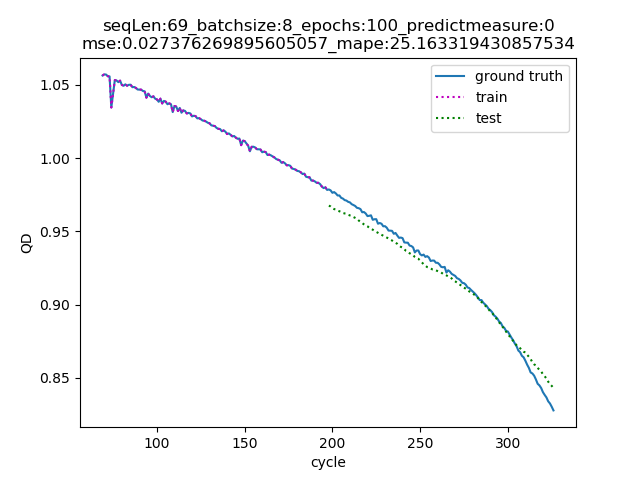 seqLen:69_batchsize:8_epochs:100_predictmeasure:0
mse:0.027376269895605057_mape:25.163319430857534
ground truth
train
test
1.05
1.00
0.95
0.90
0.85
QD
100 150 200 250 300
cycle